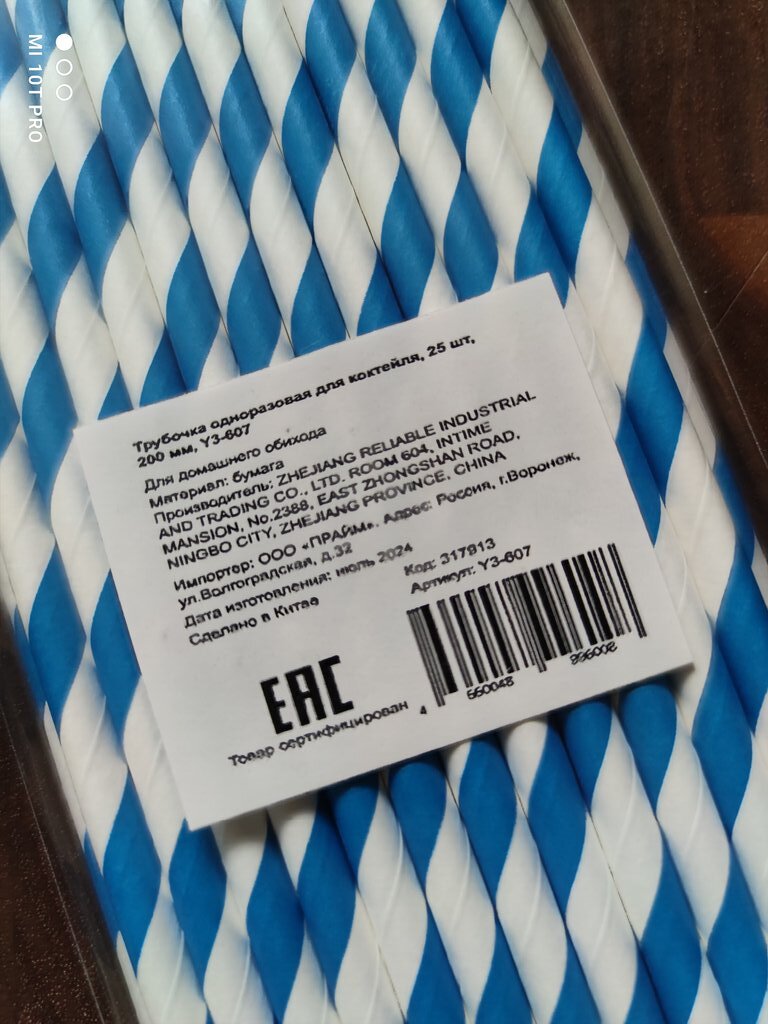 MI 10T PRO
Трубочка одноразовая для коктейля, 25 шт,
200 мм, Y3-607
Для домашнего обихода
Материал: бумага
Производитель: ZHEJIANG RELIABLE INDUSTRIAL
AND TRADING CO., LTD. ROOM 604, INTIME
MANSION, No.2388, EAST ZHONGSHAN ROAD,
NINGBO CITY, ZHEJIANG PROVINCE, CHINA
Импортер: ООО «ПРАЙМ». Адрес: Россия, г.Воронеж,
ул.Волгоградская, д.32
Дата изготовления: июль 2024
Сделано в Китае
Код: 317913
Артикул: Y3-607
4 660048 996008
EAC
Товар сертифицирован